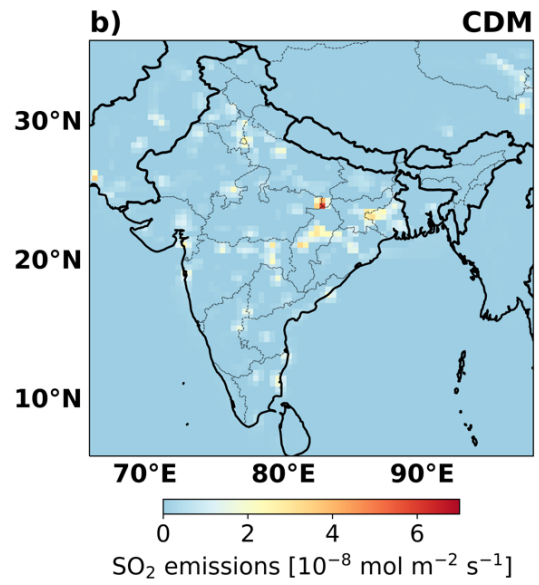 b) CDM
30°N
20°N
10°N
70°E 80°E 90°E
0 2 4 6
SO₂ emissions [10⁻⁸ mol m⁻² s⁻¹]